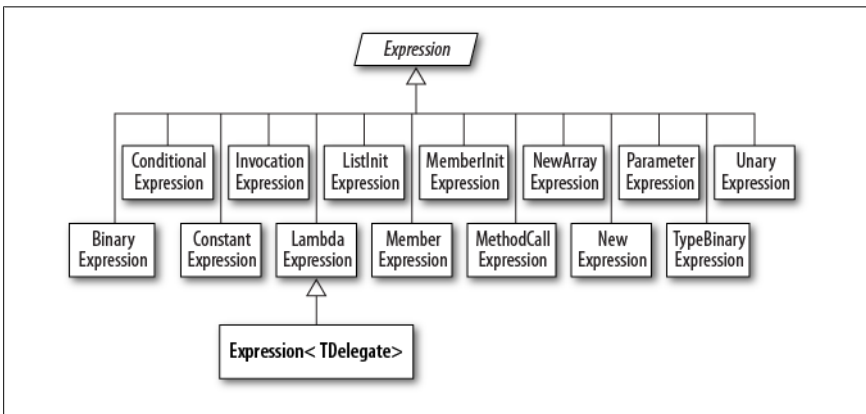 Expression
Conditional
Expression
Invocation
Expression
ListInit
Expression
MemberInit
Expression
NewArray
Expression
Parameter
Expression
Unary
Expression
Binary
Expression
Constant
Expression
Lambda
Expression
Member
Expression
MethodCall
Expression
New
Expression
TypeBinary
Expression
Expression< TDelegate>